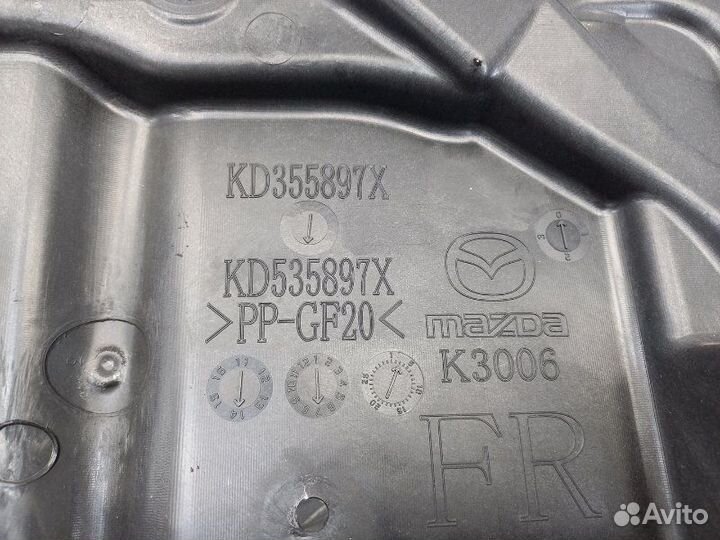 KD355897X
KD535897X
>PP-GF20<
mazda
K3006
FR
Avito